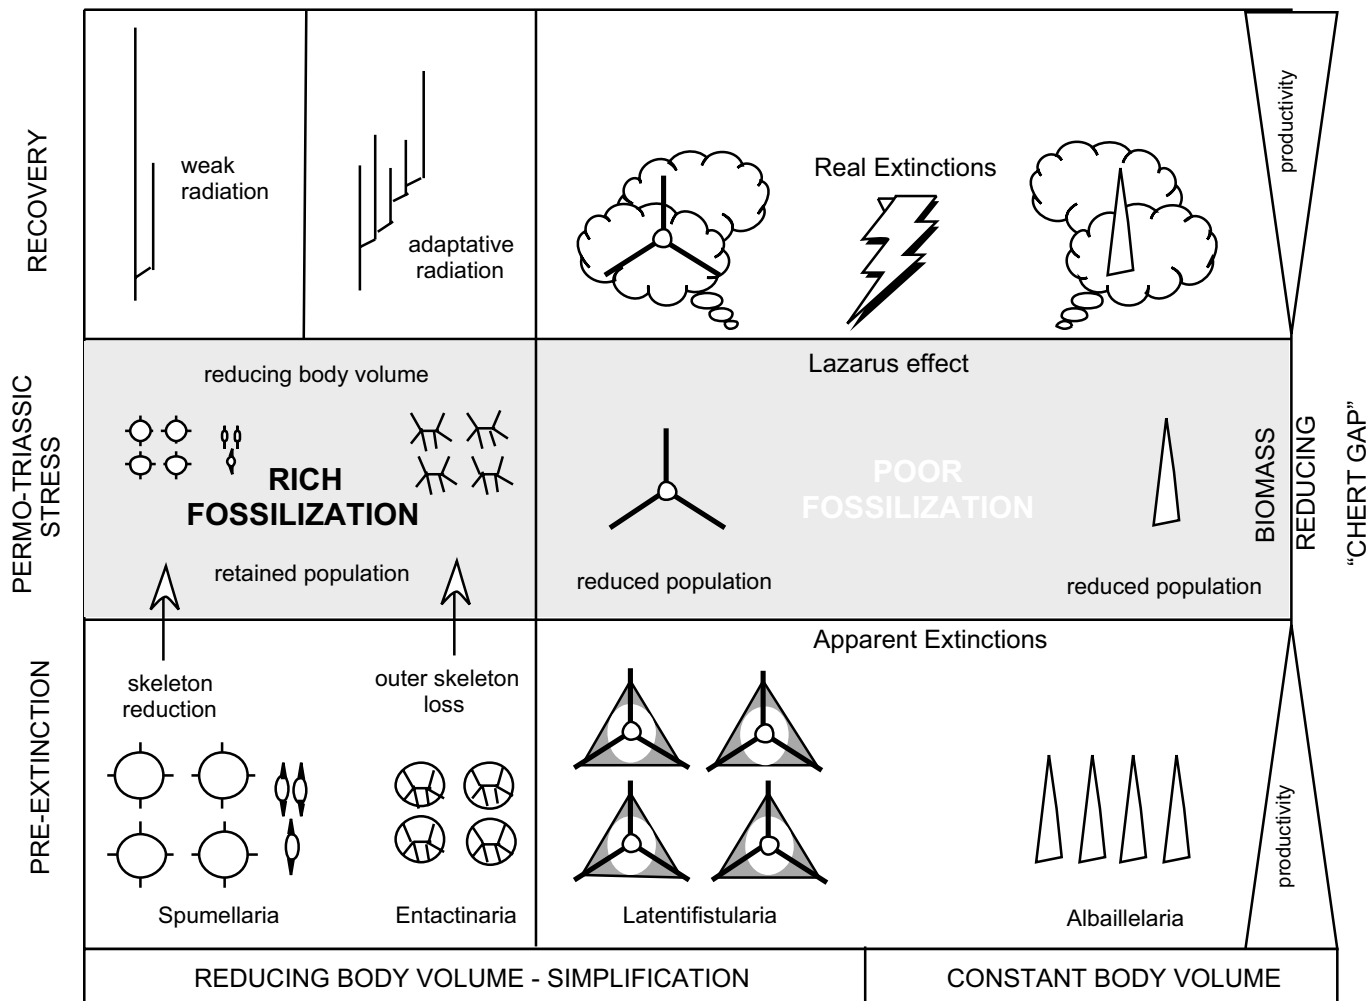 RECOVERY
weak
radiation
adaptative
radiation
Real Extinctions
productivity
PERMO-TRIASSIC
STRESS
reducing body volume
RICH
FOSSILIZATION
retained population
Lazarus effect
POOR
FOSSILIZATION
reduced population
reduced population
BIOMASS
REDUCING
“CHERT GAP”
PRE-EXTINCTION
skeleton
reduction
outer skeleton
loss
Apparent Extinctions
productivity
Spumellaria
Entactinaria
Latentifistularia
Albaillelaria
REDUCING BODY VOLUME - SIMPLIFICATION
CONSTANT BODY VOLUME